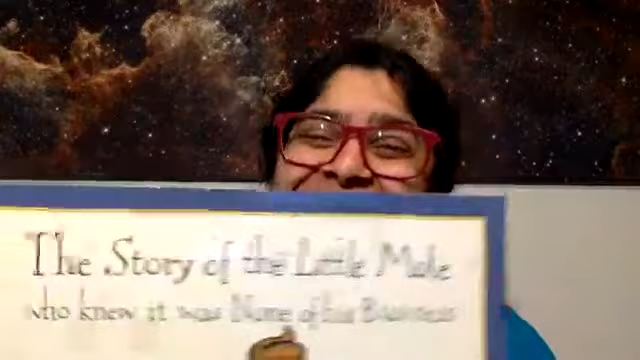 The Story of the Little Mole
who knew it was None of his Business